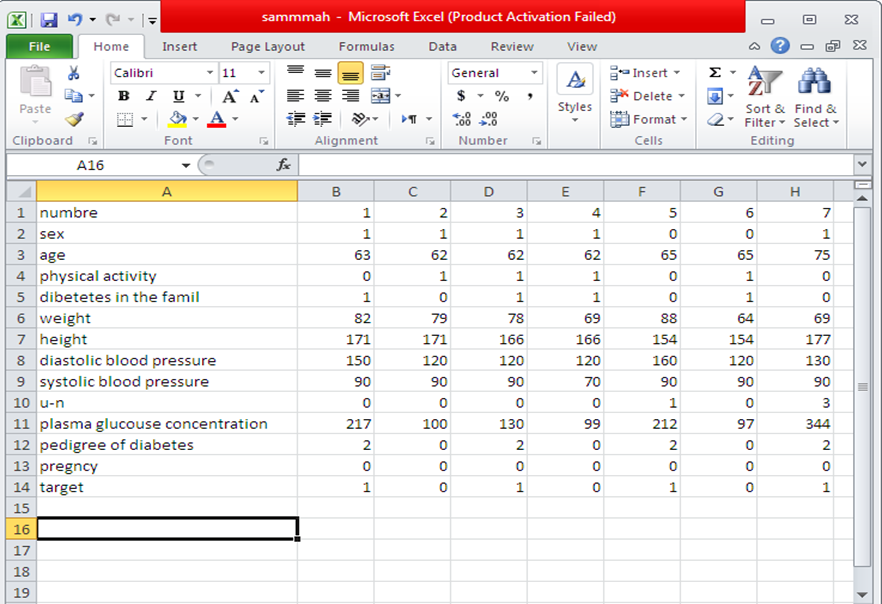 sammmah - Microsoft Excel (Product Activation Failed)
File Home Insert Page Layout Formulas Data Review View
Paste
Clipboard
Calibri 11
B I U A A
A
Font
Alignment
General
$ % ,
.00 .00
Number
Styles
Insert
Delete
Format
Cells
Σ
Sort & Filter
Find & Select
Editing
A16 fx
A B C D E F G H
1 numbre 1 2 3 4 5 6 7
2 sex 1 1 1 1 0 0 1
3 age 63 62 62 62 65 65 75
4 physical activity 0 1 1 1 0 1 0
5 dibetetes in the famil 1 0 1 1 0 1 0
6 weight 82 79 78 69 88 64 69
7 height 171 171 166 166 154 154 177
8 diastolic blood pressure 150 120 120 120 160 120 130
9 systolic blood pressure 90 90 90 70 90 90 90
10 u-n 0 0 0 0 1 0 3
11 plasma glucouse concentration 217 100 130 99 212 97 344
12 pedigree of diabetes 2 0 2 0 2 0 2
13 pregncy 0 0 0 0 0 0 0
14 target 1 0 1 0 1 0 1
15
16
17
18
19